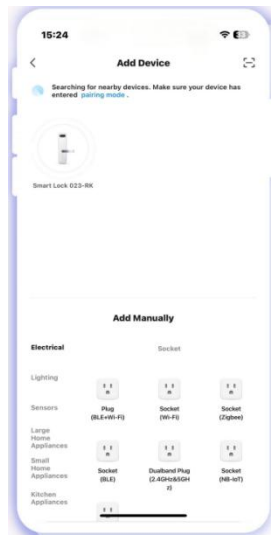 15:24
Add Device
Searching for nearby devices. Make sure your device has
entered pairing mode .
Smart Lock 023-RK
Add Manually
Electrical
Socket
Lighting
Plug
(BLE+Wi-Fi)
Socket
(Wi-Fi)
Socket
(Zigbee)
Sensors
Large
Home
Appliances
Small
Home
Appliances
Socket
(BLE)
Dualband Plug
(2.4GHz&5GH
z)
Socket
(NB-IoT)
Kitchen
Appliances